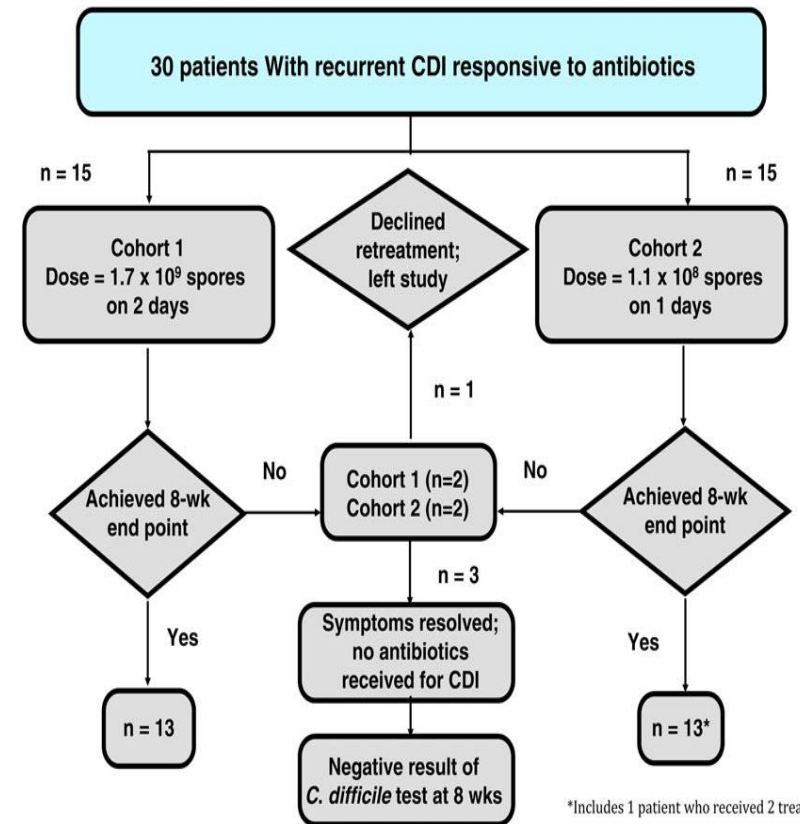 30 patients With recurrent CDI responsive to antibiotics
n = 15
n = 15
Cohort 1
Dose = 1.7 x 10⁹ spores
on 2 days
Declined
retreatment;
left study
Cohort 2
Dose = 1.1 x 10⁸ spores
on 1 days
n = 1
Achieved 8-wk
end point
No
Cohort 1 (n=2)
Cohort 2 (n=2)
No
Achieved 8-wk
end point
n = 3
Yes
Symptoms resolved;
no antibiotics
received for CDI
Yes
n = 13
n = 13*
Negative result of
C. difficile test at 8 wks
*Includes 1 patient who received 2